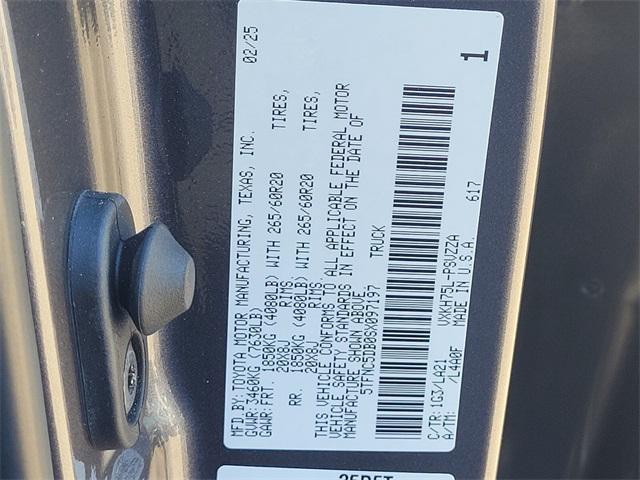 MFD.BY:TOYOTA MOTOR MANUFACTURING, TEXAS, INC. 02/25
GVWR: 3460KG (7630LB)
GAWR:FRT. 1850KG (4080LB) WITH 265/60R20 TIRES,
20X8J RIMS,
RR. 1850KG (4080LB) WITH 265/60R20 TIRES,
20X8J RIMS,
THIS VEHICLE CONFORMS TO ALL APPLICABLE FEDERAL MOTOR
VEHICLE SAFETY STANDARDS IN EFFECT ON THE DATE OF
MANUFACTURE SHOWN ABOVE.
5TFNC5DB0SX097197 TRUCK
C/TR: 1G3/LA21 VXKH75L-PSVZZA
A/TM: /L4A0F MADE IN U.S.A. 617 1